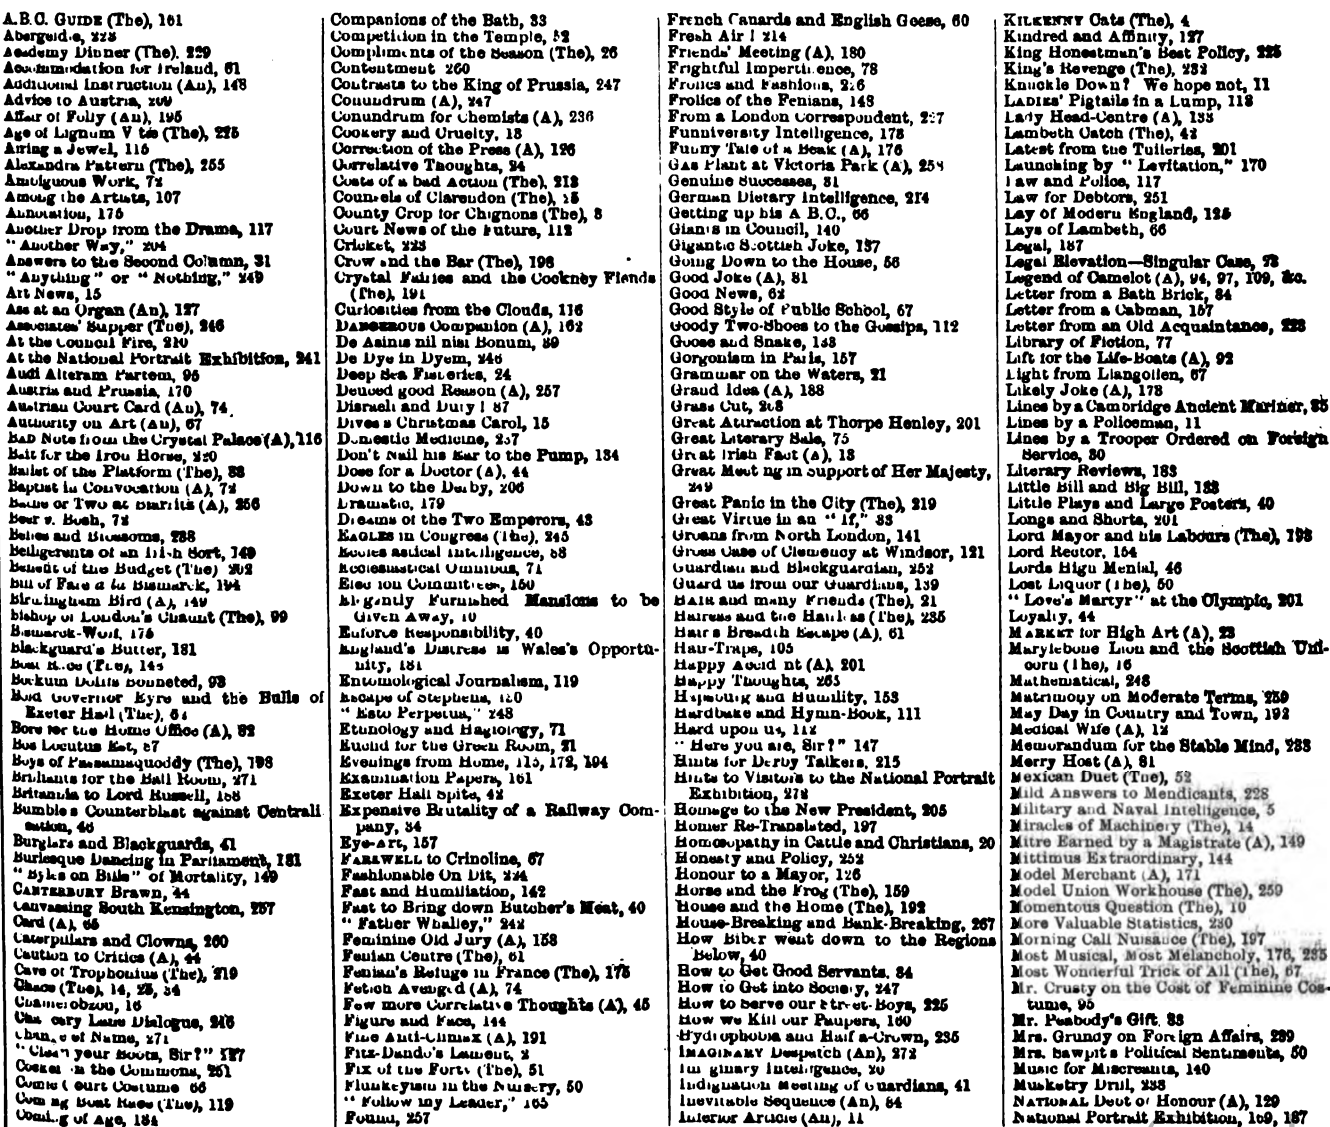 A.B.C. GUIDE (The), 161
Abergeldie, 228
Academy Dinner (The), 229
Accommodation for Ireland, 61
Additional Instruction (An), 148
Advice to Austria, 209
Affair of Folly (An), 195
Age of Lignum V tæ (The), 225
Airing a Jewel, 115
Alexandra Pattern (The), 255
Ambiguous Work, 72
Among the Artists, 107
Annotation, 175
Another Drop from the Drama, 117
"Another Way," 204
Answers to the Second Column, 31
"Anything" or "Nothing," 249
Art News, 15
Ass at an Organ (An), 127
Associates' Supper (The), 246
At the Council Fire, 210
At the National Portrait Exhibition, 241
Audi Alteram Partem, 95
Austria and Prussia, 170
Austrian Court Card (An), 74
Authority on Art (An), 67
BAD Note from the Crystal Palace (A), 116
Bait for the Iron Horse, 220
Ballet of the Platform (The), 88
Baptist in Convocation (A), 72
Bathe or Two at Biarritz (A), 256
Beer v. Bosh, 72
Belles and Blossoms, 238
Belligerents of an Irish Sort, 149
Benefit of the Budget (The) 202
Bill of Fare a la Bismarck, 194
Birmingham Bird (A), 149
Bishop of London's Chaunt (The), 99
Bismarck-Wolf, 175
Blackguard's Butter, 181
Boat Race (The), 145
Bockum Dolffs Bonneted, 93
Bold Governor Eyre and the Bulls of
Exeter Hall (The), 61
Bore for the Home Office (A), 82
Bos Locutus Est, 57
Boys of Passamaquoddy (The), 198
Brilliants for the Ball Room, 271
Britannia to Lord Russell, 158
Bumble's Counterblast against Centrali
sation, 46
Burglars and Blackguards, 41
Burlesque Dancing in Parliament, 181
"Byles on Bills" of Mortality, 149
CANTERBURY Brawn, 44
Canvassing South Kensington, 257
Card (A), 65
Caterpillars and Clowns, 260
Caution to Critics (A), 44
Cave of Trophonius (The), 219
Chaos (The), 14, 25, 34
Chamerobzou, 16
Chancery Lane Dialogue, 246
Change of Name, 271
"Clean your Boots, Sir?" 127
Cosker in the Commons, 251
Comic Court Costume 66
Coming Boat Race (The), 119
Coming of Age, 184
Companions of the Bath, 33
Competition in the Temple, 52
Compliments of the Season (The), 26
Contentment 260
Contrasts to the King of Prussia, 247
Conundrum (A), 247
Conundrum for Chemists (A), 236
Cookery and Cruelty, 13
Correction of the Press (A), 126
Correlative Thoughts, 24
Costs of a bad Action (The), 213
Counsels of Clarendon (The), 15
County Crop for Chignons (The), 8
Court News of the Future, 112
Cricket, 223
Crow and the Bar (The), 196
Crystal Fairies and the Cockney Fiends
(The), 191
Curiosities from the Clouds, 116
DANGEROUS Companion (A), 162
De Asinis nil nisi Bonum, 89
De Dye in Dyem, 246
Deep Sea Fisheries, 24
Deuced good Reason (A), 257
Disraeli and Duty! 87
Dives's Christmas Carol, 15
Domestic Medicine, 257
Don't Nail his Ear to the Pump, 134
Dose for a Doctor (A), 44
Down to the Derby, 206
Dramatic, 179
Dreams of the Two Emperors, 43
EAGLES in Congress (The), 245
Ecclesiastical Intelligence, 58
Ecclesiastical Omnibus, 71
Election Committees, 150
Elegantly Furnished Mansions to be
Given Away, 10
Enforce Responsibility, 40
England's Distress is Wales's Opportu-
nity, 181
Entomological Journalism, 119
Escape of Stephens, 120
"Esto Perpetua," 248
Ethnology and Hagiology, 71
Euclid for the Green Room, 21
Evenings from Home, 115, 172, 194
Examination Papers, 161
Exeter Hall Spite, 42
Expensive Brutality of a Railway Com-
pany, 34
Eye-Art, 157
FAREWELL to Crinoline, 67
Fashionable On Dit, 224
Fast and Humiliation, 142
Fast to Bring down Butcher's Meat, 40
"Father Whalley," 242
Feminine Old Jury (A), 158
Fenian Centre (The), 61
Fenian's Refuge in France (The), 175
Fetich Avenged (A), 74
Few more Correlative Thoughts (A), 45
Figure and Face, 144
Fine Anti-Climax (A), 191
Fitz-Dando's Lament, 2
Fix of the Forty (The), 51
Flunkeyism in the Nursery, 50
"Follow my Leader," 165
Found, 257
French Canards and English Geese, 60
Fresh Air! 214
Friends' Meeting (A), 180
Frightful Impertinence, 78
Frolics and Fashions, 226
Frolics of the Fenians, 143
From a London Correspondent, 227
Funniversity Intelligence, 178
Funny Tale of a Beak (A), 176
GAS Plant at Victoria Park (A), 258
Genuine Successes, 31
German Dietary Intelligence, 214
Getting up his A B.C., 66
Giants in Council, 140
Gigantic Scottish Joke, 137
Going Down to the House, 56
Good Joke (A), 81
Good News, 62
Good Style of Public School, 67
Goody Two-Shoes to the Gossips, 112
Goose and Snake, 153
Gorgonism in Paris, 157
Grammar on the Waters, 21
Grand Idea (A), 188
Grass Cut, 208
Great Attraction at Thorpe Henley, 201
Great Literary Sale, 75
Great Irish Fact (A), 13
Great Meeting in Support of Her Majesty,
249
Great Panic in the City (The), 219
Great Virtue in an "If," 83
Groans from North London, 141
Gross Case of Clemency at Windsor, 121
Guardian and Blackguardian, 252
Guard us from our Guardians, 139
HAIR and many Friends (The), 21
Hairess and the Hairless (The), 235
Hair's Breadth Escape (A), 61
Hair-Traps, 105
Happy Accident (A), 201
Happy Thoughts, 265
Hapsburg and Humility, 153
Hardbake and Hymn-Book, 111
Hard upon us, 112
"Here you are, Sir!" 147
Hints for Derby Talkers, 215
Hints to Visitors to the National Portrait
Exhibition, 272
Homage to the New President, 205
Homer Re-Translated, 197
Homœopathy in Cattle and Christians, 20
Honesty and Policy, 252
Honour to a Mayor, 126
Horse and the Frog (The), 159
House and the Home (The), 192
House-Breaking and Bank-Breaking, 267
How Biber went down to the Regions
Below, 40
How to Get Good Servants, 34
How to Get into Society, 247
How to Serve our Street-Boys, 225
How we Kill our Paupers, 160
Hydrophobia and Half a-Crown, 235
IMAGINARY Despatch (An), 272
Imaginary Intelligence, 20
Indignation Meeting of Guardians, 41
Inevitable Sequence (An), 84
Inferior Article (An), 11
KILKENNY Cats (The), 4
Kindred and Affinity, 127
King Honestman's Best Policy, 225
King's Revenge (The), 232
Knuckle Down? We hope not, 11
LADIES' Pigtails in a Lump, 118
Lady Head-Centre (A), 133
Lambeth Catch (The), 42
Latest from the Tuileries, 201
Launching by "Levitation," 170
Law and Police, 117
Law for Debtors, 251
Lay of Modern England, 125
Lays of Lambeth, 66
Legal, 187
Legal Elevation—Singular Case, 73
Legend of Camelot (A), 94, 97, 109, &c.
Letter from a Bath Brick, 84
Letter from a Cabman, 157
Letter from an Old Acquaintance, 223
Library of Fiction, 77
Lift for the Life-Boats (A), 92
Light from Llangollen, 67
Likely Joke (A), 178
Lines by a Cambridge Ancient Mariner, 85
Lines by a Policeman, 11
Lines by a Trooper Ordered on Foreign
Service, 30
Literary Reviews, 183
Little Bill and Big Bill, 133
Little Plays and Large Posters, 40
Longs and Shorts, 201
Lord Mayor and his Labours (The), 193
Lord Rector, 154
Lords High Menial, 46
Lost Liquor (The), 50
"Love's Martyr" at the Olympic, 201
Loyalty, 44
MARKET for High Art (A), 23
Marylebone Lion and the Scottish Uni-
corn (The), 16
Mathematical, 248
Matrimony on Moderate Terms, 259
May Day in Country and Town, 192
Medical Wife (A), 12
Memorandum for the Stable Mind, 233
Merry Host (A), 81
Mexican Duet (The), 52
Mild Answers to Mendicants, 228
Military and Naval Intelligence, 5
Miracles of Machinery (The), 14
Mitre Earned by a Magistrate (A), 149
Mittimus Extraordinary, 144
Model Merchant (A), 171
Model Union Workhouse (The), 259
Momentous Question (The), 10
More Valuable Statistics, 230
Morning Call Nuisance (The), 197
Most Musical, Most Melancholy, 176, 235
Most Wonderful Trick of All (The), 67
Mr. Crusty on the Cost of Feminine Cos-
tume, 95
Mr. Peabody's Gift, 33
Mrs. Grundy on Foreign Affairs, 239
Mrs. Sawpit's Political Sentiments, 50
Music for Miscreants, 140
Musketry Drill, 233
NATIONAL Debt of Honour (A), 129
National Portrait Exhibition, 169, 187